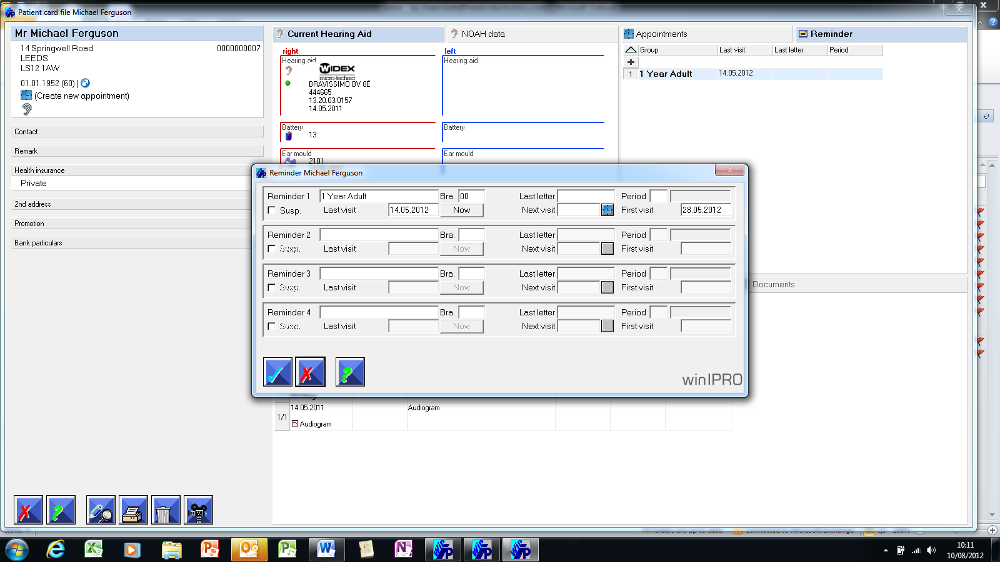 Patient card file Michael Ferguson
Mr Michael Ferguson
14 Springwell Road 0000000007
LEEDS
LS12 1AW
01.01.1952 (60) |
(Create new appointment)
Contact
Remark
Health insurance
Private
2nd address
Promotion
Bank particulars
Current Hearing Aid
NOAH data
right
left
Hearing aid
WIDEX
micro-technic
BRAVISSIMO BV 8É
444665
13.20.03.0157
14.05.2011
Hearing aid
Battery
13
Battery
Ear mould
2101
Ear mould
Appointments
Reminder
Group Last visit Last letter Period
1 1 Year Adult 14.05.2012
Reminder Michael Ferguson
Reminder 1 1 Year Adult Bra. 00 Last letter Period
Susp. Last visit 14.05.2012 Now Next visit First visit 28.05.2012
Reminder 2 Bra. Last letter Period
Susp. Last visit Now Next visit First visit
Reminder 3 Bra. Last letter Period
Susp. Last visit Now Next visit First visit
Reminder 4 Bra. Last letter Period
Susp. Last visit Now Next visit First visit
winIPRO
Documents
14.05.2011 Audiogram
1/1
Audiogram
10:11
10/08/2012